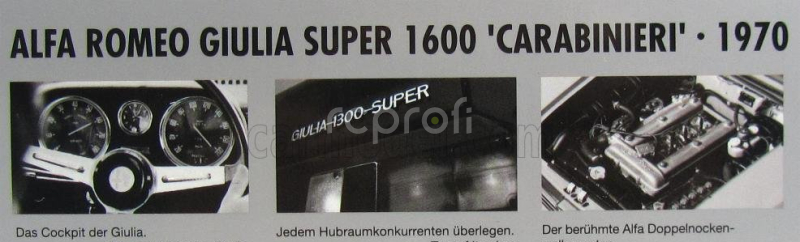 ALFA ROMEO GIULIA SUPER 1600 'CARABINIERI' · 1970
GIULIA-1300-SUPER
reprofi
Das Cockpit der Giulia.
Jedem Hubraumkonkurrenten überlegen.
Der berühmte Alfa Doppelnocken-